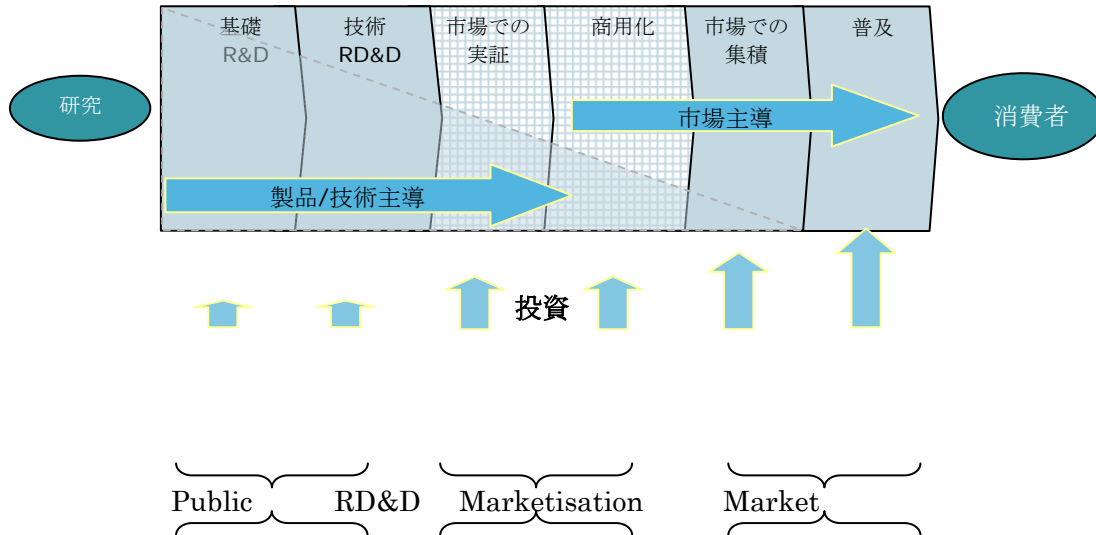 基礎
R&D
技術
RD&D
市場での
実証
商用化
市場での
集積
普及
研究
消費者
市場主導
製品/技術主導
投資
Public RD&D Marketisation Market